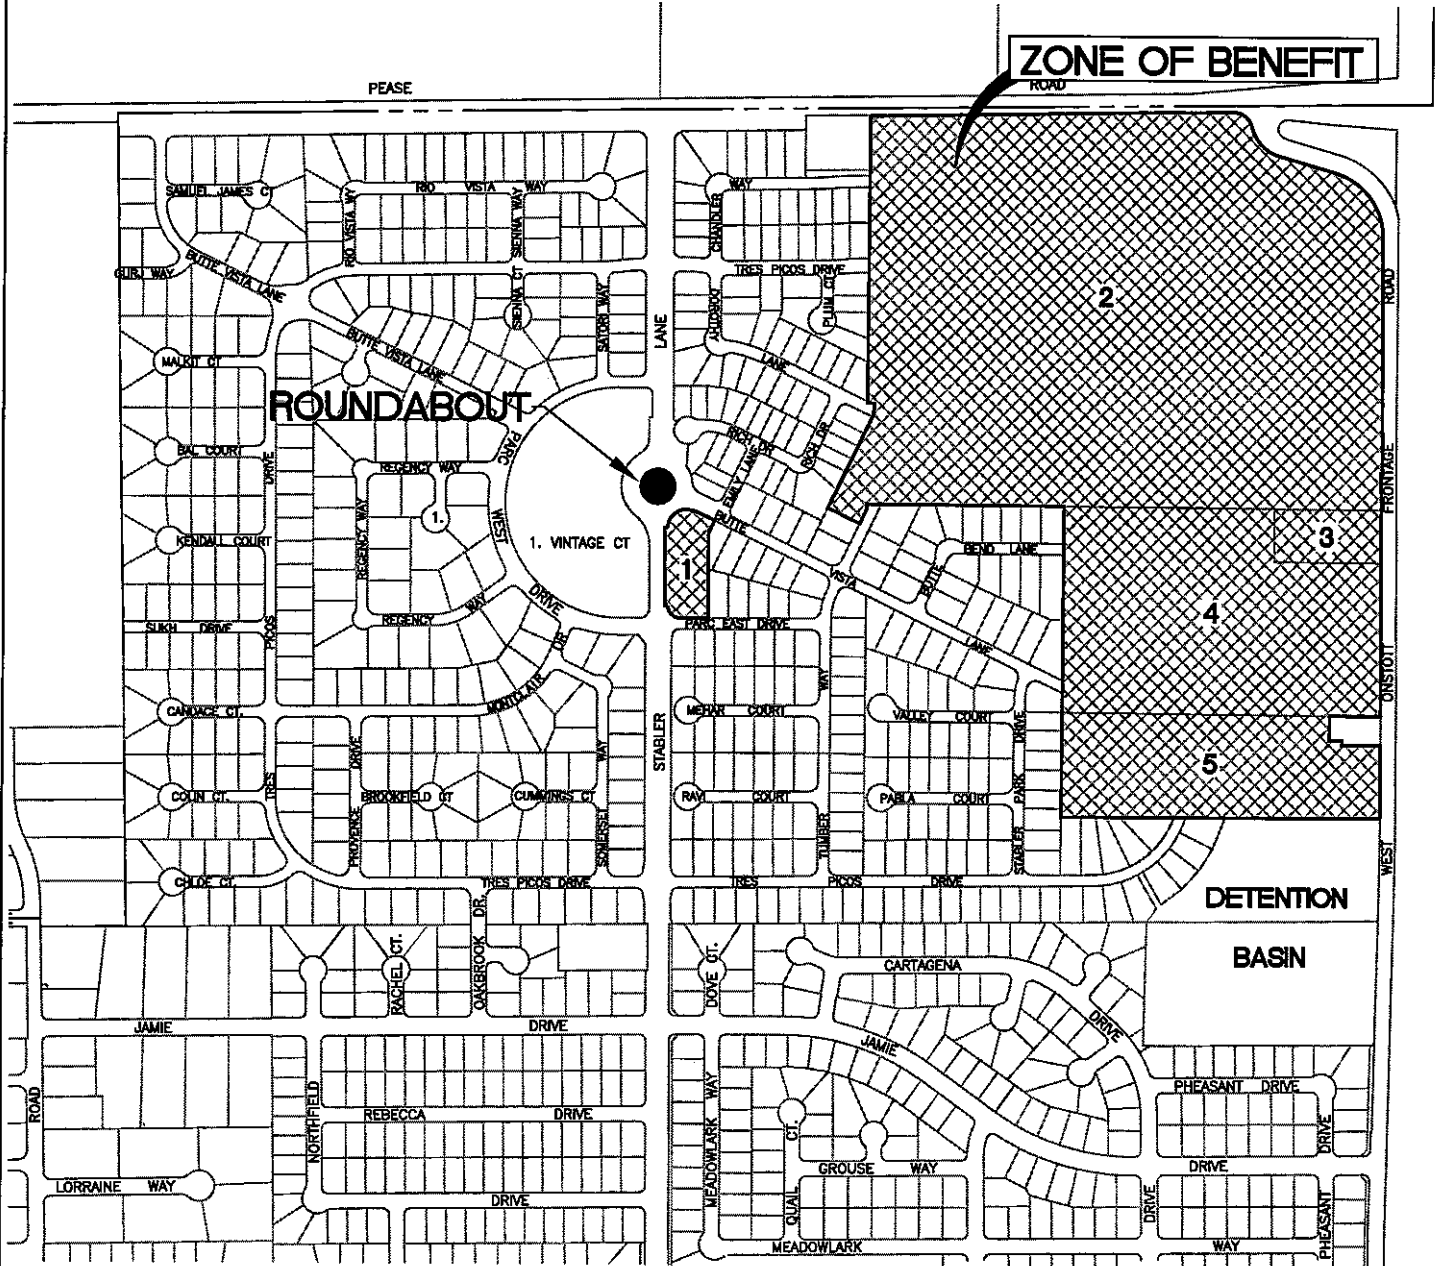 ZONE OF BENEFIT
PEASE
ROAD
SAMUEL JAMES CT
RIO VISTA WAY
RIO VISTA WY
SIENNA WAY
CHANDLER
WAY
GURJ WAY
BUTTE VISTA LANE
SIENNA CT
SATORI WAY
LANE
TRES PICOS DRIVE
DOROTHY
PLUM CT.
LANE
2
ROAD
MALKIT CT
BUTTE VISTA LANE
ROUNDABOUT
PARC
WEST
DRIVE
BAL COURT
DRIVE
REGENCY WAY
REGENCY WAY
1.
RICH DR
RICH DR
EMILY LANE
FRONTAGE
KENDALL COURT
1. VINTAGE CT
1
BUTTE
VISTA
LANE
BEND LANE
BUTTE
3
4
SUKH DRIVE
PICOS
REGENCY WAY
PARC EAST DRIVE
DR
MONTCLAIR
WAY
ONSTOTT
CANDACE CT.
MEHAR COURT
VALLEY COURT
DRIVE
STABLER
WAY
DRIVE
5
COLIN CT.
TRES
BROOKFIELD CT
CUMMINGS CT
RAVI COURT
PABLA COURT
PARK
PROVENCE
SOMERSET
TUMBER
STABLER
WEST
CHLOE CT.
TRES PICOS DRIVE
TRES PICOS DRIVE
DETENTION
BASIN
RACHEL CT.
OAKBROOK DR.
DOVE CT.
CARTAGENA
DRIVE
JAMIE DRIVE
JAMIE
ROAD
NORTHFIELD
REBECCA DRIVE
MEADOWLARK WAY
PHEASANT DRIVE
DRIVE
QUAIL CT.
GROUSE WAY
DRIVE
LORRAINE WAY
DRIVE
DRIVE
PHEASANT
MEADOWLARK WAY